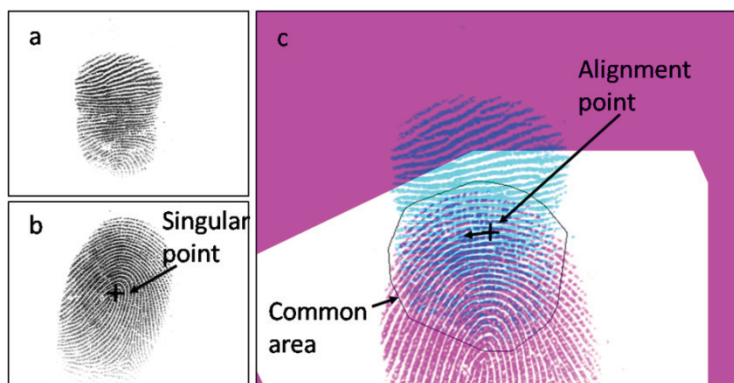 a
b
Singular
point
c
Alignment
point
Common
area